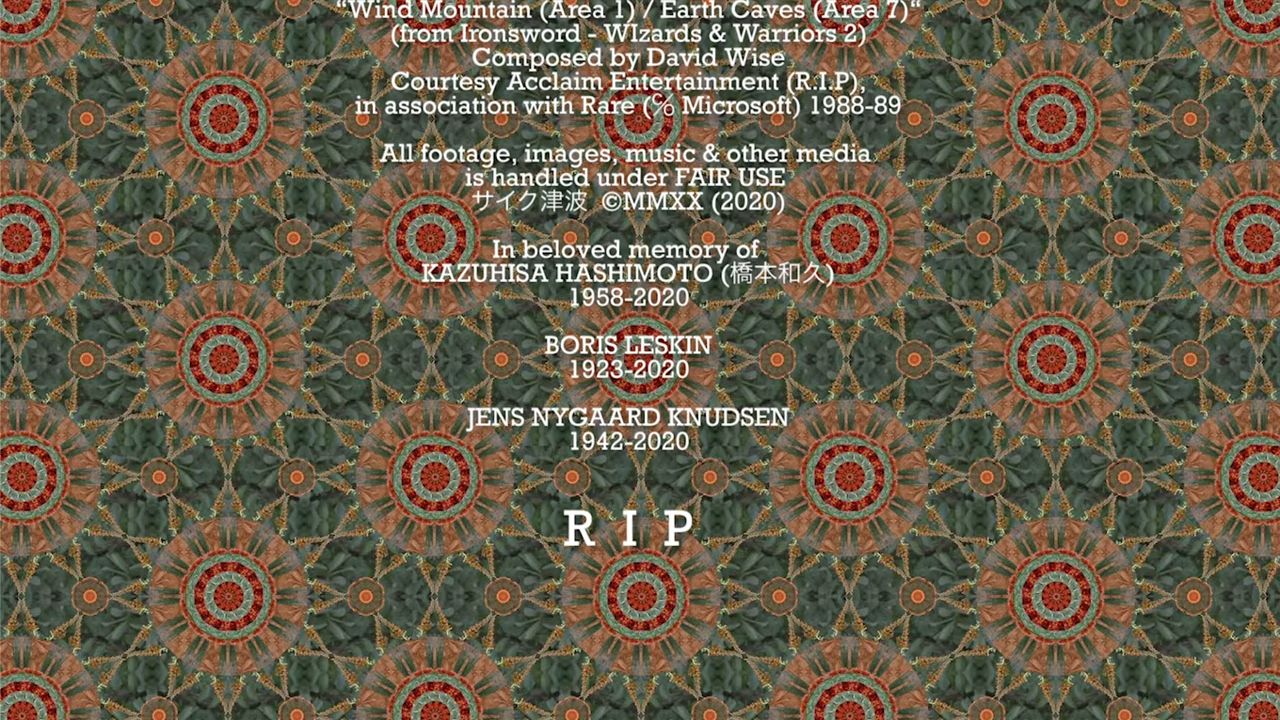 “Wind Mountain (Area 1) / Earth Caves (Area 7)“
(from Ironsword - WIzards & Warriors 2)
Composed by David Wise
Courtesy Acclaim Entertainment (R.I.P),
in association with Rare (℅ Microsoft) 1988-89
All footage, images, music & other media
is handled under FAIR USE
サイク津波 ©MMXX (2020)
In beloved memory of
KAZUHISA HASHIMOTO (橋本和久)
1958-2020
BORIS LESKIN
1923-2020
JENS NYGAARD KNUDSEN
1942-2020
R I P